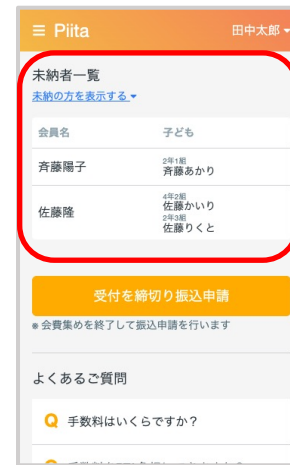 ≡ Piita 田中太郎▼
未納者一覧
未納の方を表示する▼
会員名 子ども
斉藤陽子 2年1組
斉藤あかり
佐藤隆 4年2組
佐藤かいり
2年3組
佐藤りくと
受付を締切り振込申請
※会費集めを終了して振込申請を行います
よくあるご質問
Q 手数料はいくらですか？